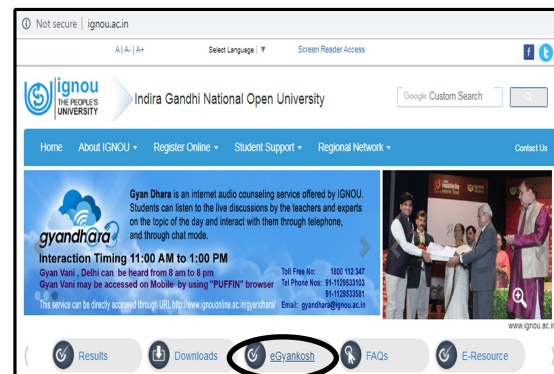 Not secure | ignou.ac.in
A | A- | A+ Select Language ▼ Screen Reader Access
ignou
THE PEOPLE'S
UNIVERSITY
Indira Gandhi National Open University
Google Custom Search
Home About IGNOU Register Online Student Support Regional Network Contact Us
Gyan Dhara is an internet audio counseling service offered by IGNOU.
Students can listen to the live discussions by the teachers and experts
on the topic of the day and interact with them through telephone,
and through chat mode.
gyandhara
Interaction Timing 11:00 AM to 1:00 PM
Gyan Vani , Delhi can be heard from 8 am to 8 pm
Gyan Vani may be accessed on Mobile by using "PUFFIN" browser
This service can be directly accessed through URL http://www.ignouonline.ac.in/gyandhara/
Toll Free No: 1800 112 347
Tel Phone Nos: 91-1129533103
91-1129533581
Email: gyandhara@ignou.ac.in
www.ignou.ac.in
Results Downloads eGyankosh FAQs E-Resource